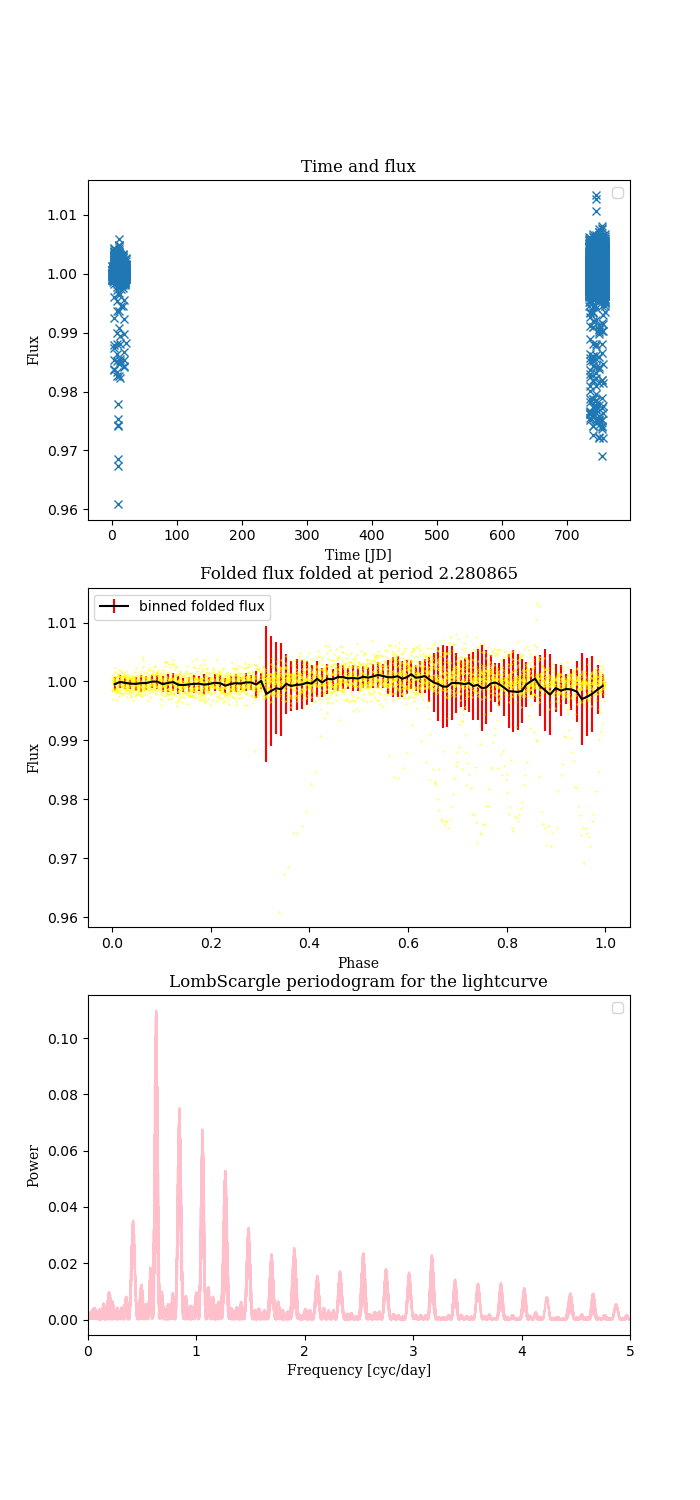 Time and flux
1.01
1.00
0.99
0.98
0.97
0.96
Flux
0 100 200 300 400 500 600 700
Time [JD]
Folded flux folded at period 2.280865
binned folded flux
1.01
1.00
0.99
0.98
0.97
0.96
Flux
0.0 0.2 0.4 0.6 0.8 1.0
Phase
LombScargle periodogram for the lightcurve
0.10
0.08
0.06
0.04
0.02
0.00
Power
0 1 2 3 4 5
Frequency [cyc/day]